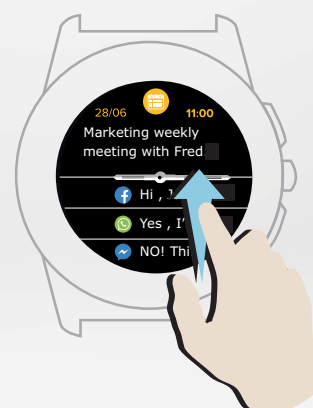 28/06 11:00
Marketing weekly
meeting with Fred
Hi ,
Yes , I'
NO! Thi